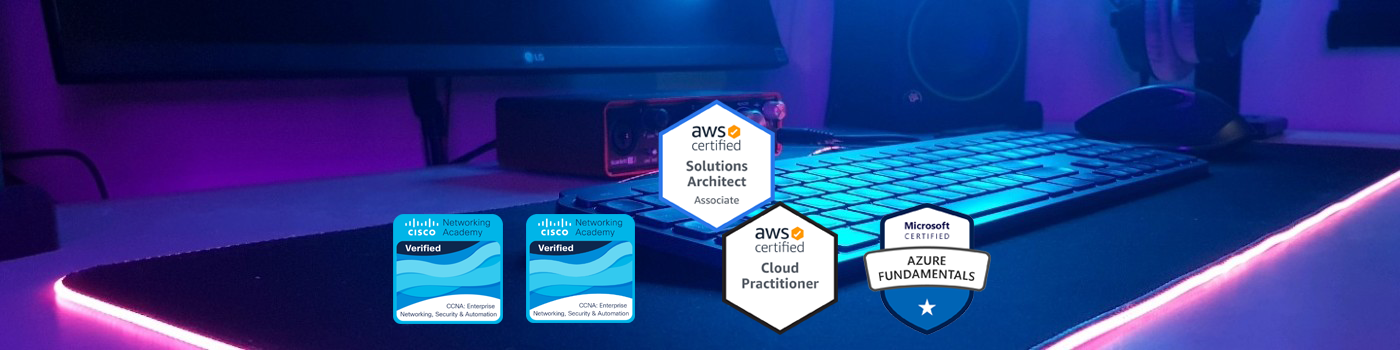 LG
aws
certified
Solutions
Architect
Associate
CISCO
Networking
Academy
Verified
CCNA: Enterprise
Networking, Security & Automation
CISCO
Networking
Academy
Verified
CCNA: Enterprise
Networking, Security & Automation
aws
certified
Cloud
Practitioner
Microsoft
CERTIFIED
AZURE
FUNDAMENTALS